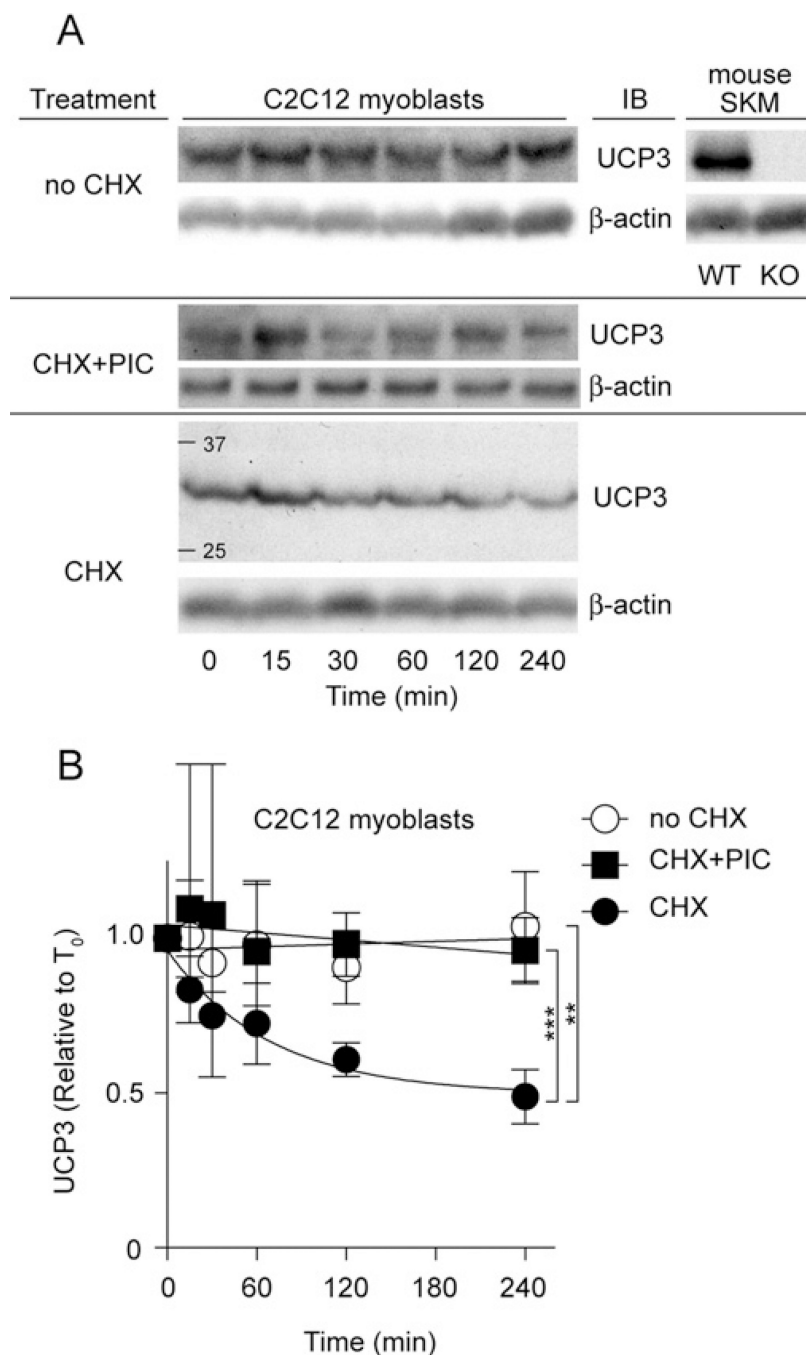 A
Treatment C2C12 myoblasts IB mouse SKM
no CHX UCP3
β-actin
WT KO
CHX+PIC UCP3
β-actin
37
UCP3
25
CHX
β-actin
0 15 30 60 120 240
Time (min)
B
C2C12 myoblasts
no CHX
CHX+PIC
CHX
UCP3 (Relative to T0)
1.0
0.5
0
*** **
0 60 120 180 240
Time (min)